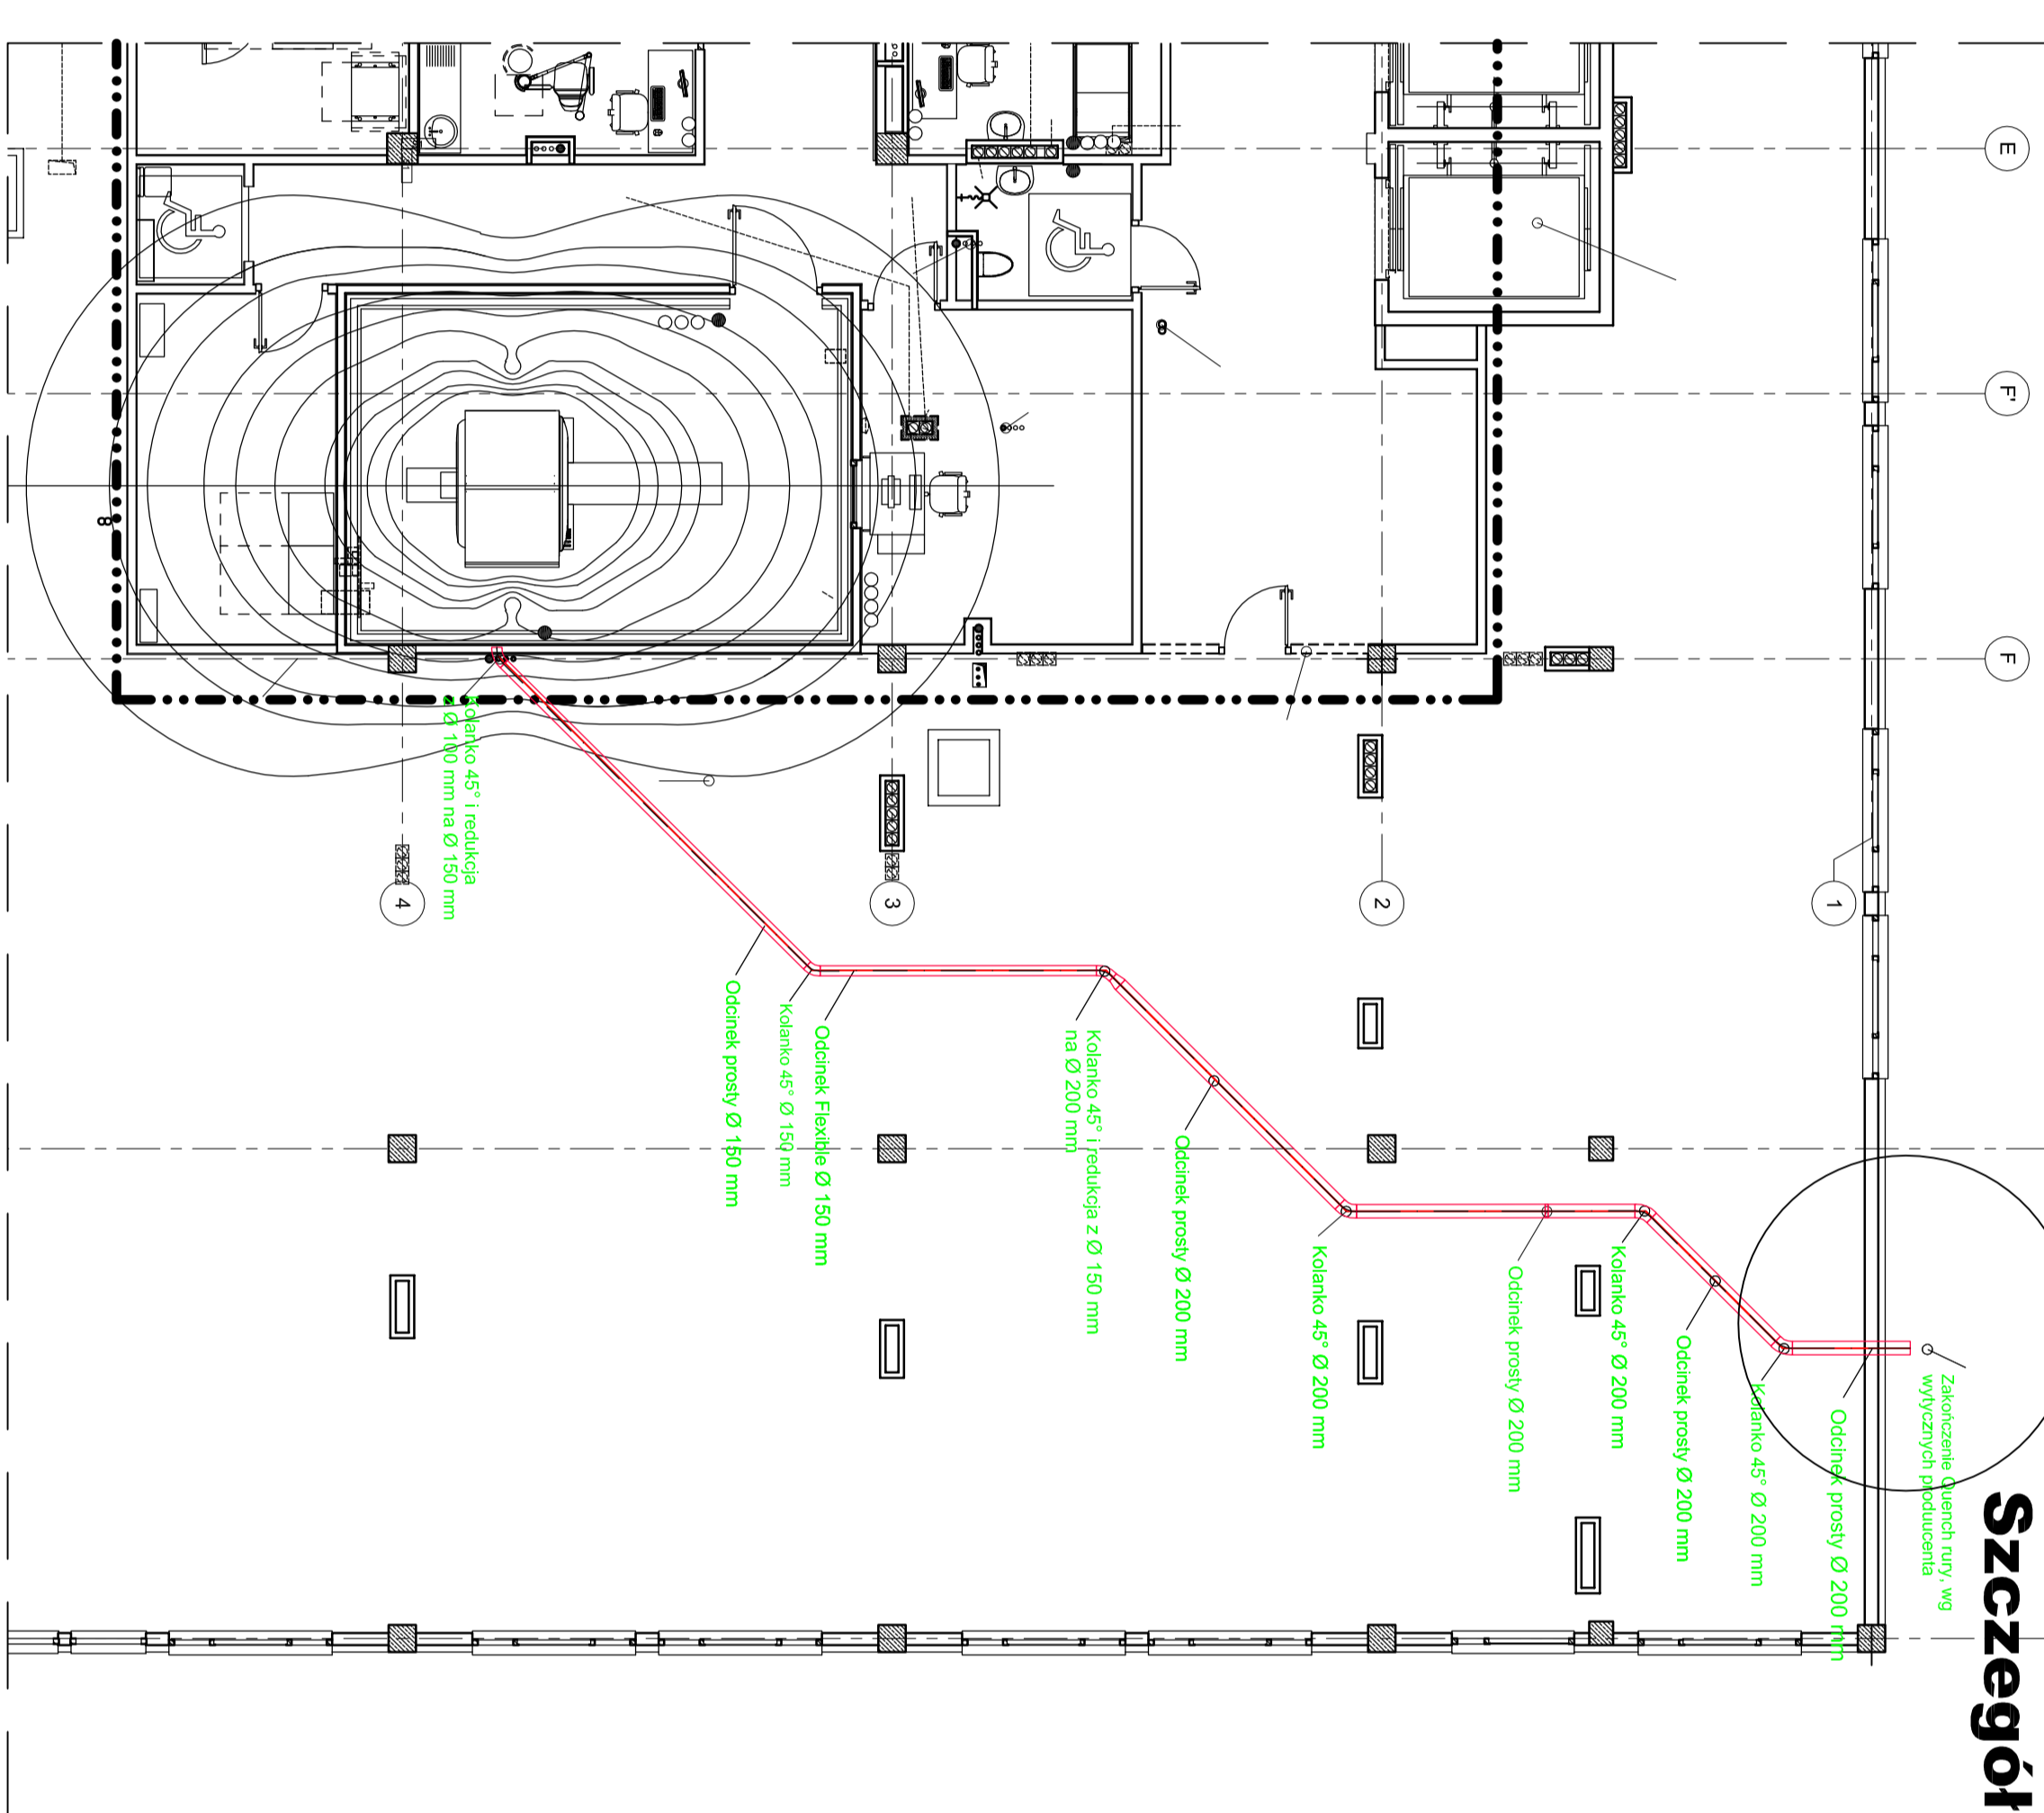 E
F'
F
8
4
3
2
1
Kolanko 45° i redukcja
z Ø 100 mm na Ø 150 mm
Odcinek prosty Ø 150 mm
Kolanko 45° Ø 150 mm
Odcinek Flexible Ø 150 mm
Kolanko 45° i redukcja z Ø 150 mm
na Ø 200 mm
Odcinek prosty Ø 200 mm
Kolanko 45° Ø 200 mm
Odcinek prosty Ø 200 mm
Kolanko 45° Ø 200 mm
Odcinek prosty Ø 200 mm
Kolanko 45° Ø 200 mm
Odcinek prosty Ø 200 mm
Zakończenie Quench rury, wg
wytycznych produucenta
Szczegół